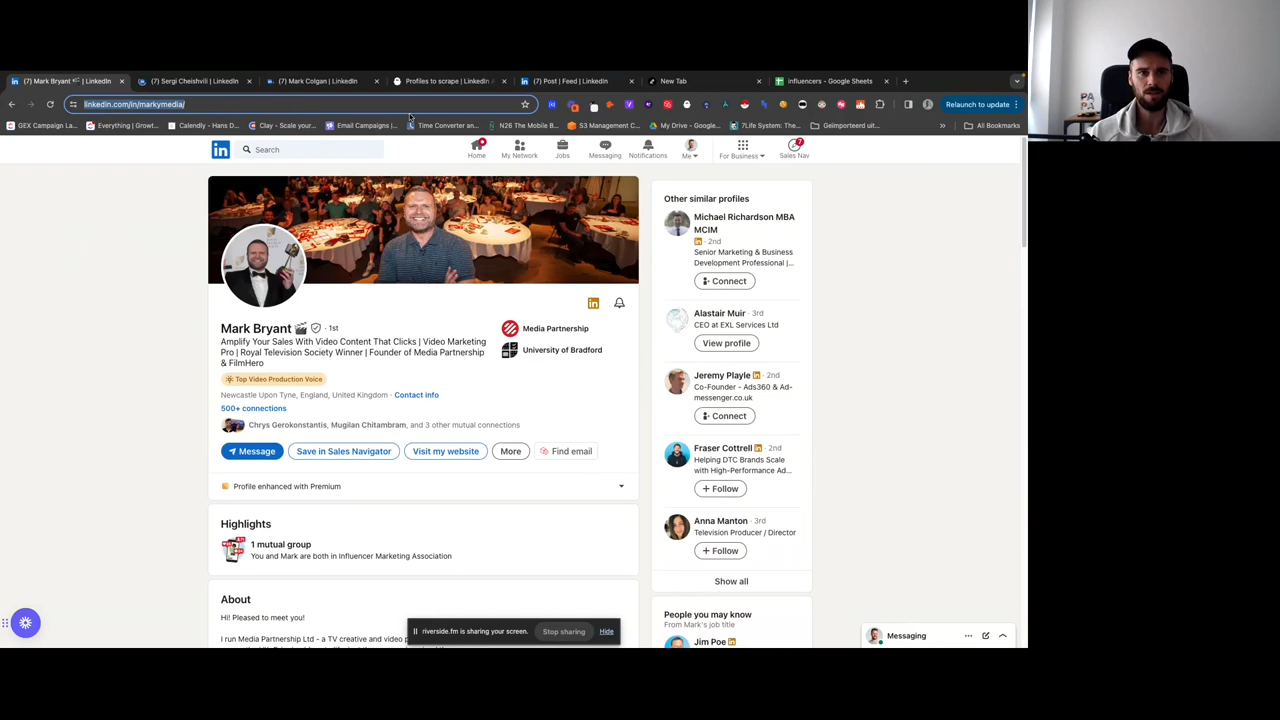 (7) Mark Bryant 🎬 | LinkedIn
(7) Sergi Cheishvili | LinkedIn
(7) Mark Colgan | LinkedIn
Profiles to scrape | LinkedIn
(7) Post | Feed | LinkedIn
New Tab
influencers - Google Sheets
linkedin.com/in/markymedia/
Relaunch to update
GEX Campaign La...
Everything | Growt...
Calendly - Hans D...
Clay - Scale your...
Email Campaigns |...
Time Converter an...
N26 The Mobile B...
S3 Management C...
My Drive - Google...
7Life System: The...
Geïmporteerd uit...
All Bookmarks
Search
Home
My Network
Jobs
Messaging
Notifications
Me
For Business
7
Sales Nav
Mark Bryant 🎬 · 1st
Amplify Your Sales With Video Content That Clicks | Video Marketing
Pro | Royal Television Society Winner | Founder of Media Partnership
& FilmHero
Top Video Production Voice
Newcastle Upon Tyne, England, United Kingdom · Contact info
500+ connections
Chrys Gerokonstantis, Mugilan Chitambram, and 3 other mutual connections
Message
Save in Sales Navigator
Visit my website
More
Find email
Media Partnership
University of Bradford
Profile enhanced with Premium
Highlights
1 mutual group
You and Mark are both in Influencer Marketing Association
About
Hi! Pleased to meet you!
I run Media Partnership Ltd - a TV creative and video
Other similar profiles
Michael Richardson MBA
MCIM
· 2nd
Senior Marketing & Business
Development Professional |...
Connect
Alastair Muir · 3rd
CEO at EXL Services Ltd
View profile
Jeremy Playle · 2nd
Co-Founder - Ads360 & Ad-
messenger.co.uk
Connect
Fraser Cottrell · 2nd
Helping DTC Brands Scale
with High-Performance Ad...
+ Follow
Anna Manton · 3rd
Television Producer / Director
+ Follow
Show all
People you may know
From Mark's job title
Jim Poe
riverside.fm is sharing your screen.
Stop sharing
Hide
Messaging